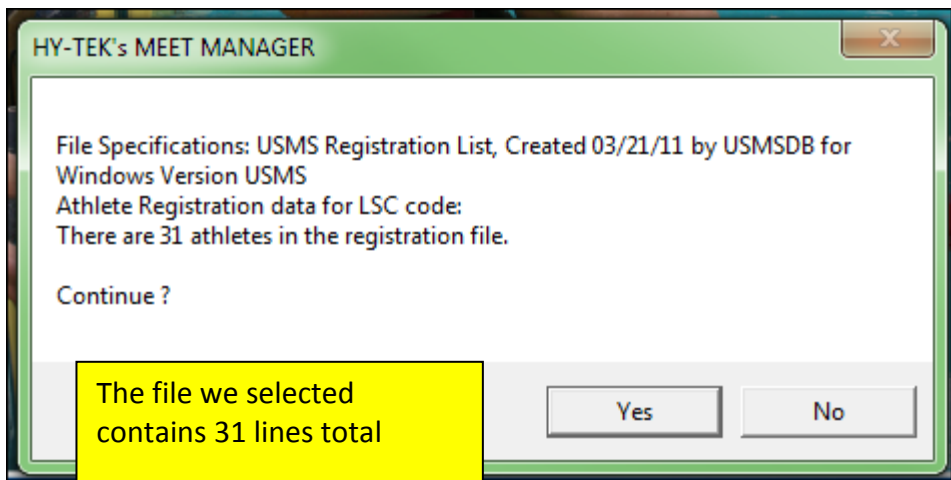 HY-TEK's MEET MANAGER
File Specifications: USMS Registration List, Created 03/21/11 by USMSDB for
Windows Version USMS
Athlete Registration data for LSC code:
There are 31 athletes in the registration file.
Continue ?
The file we selected
contains 31 lines total
Yes
No